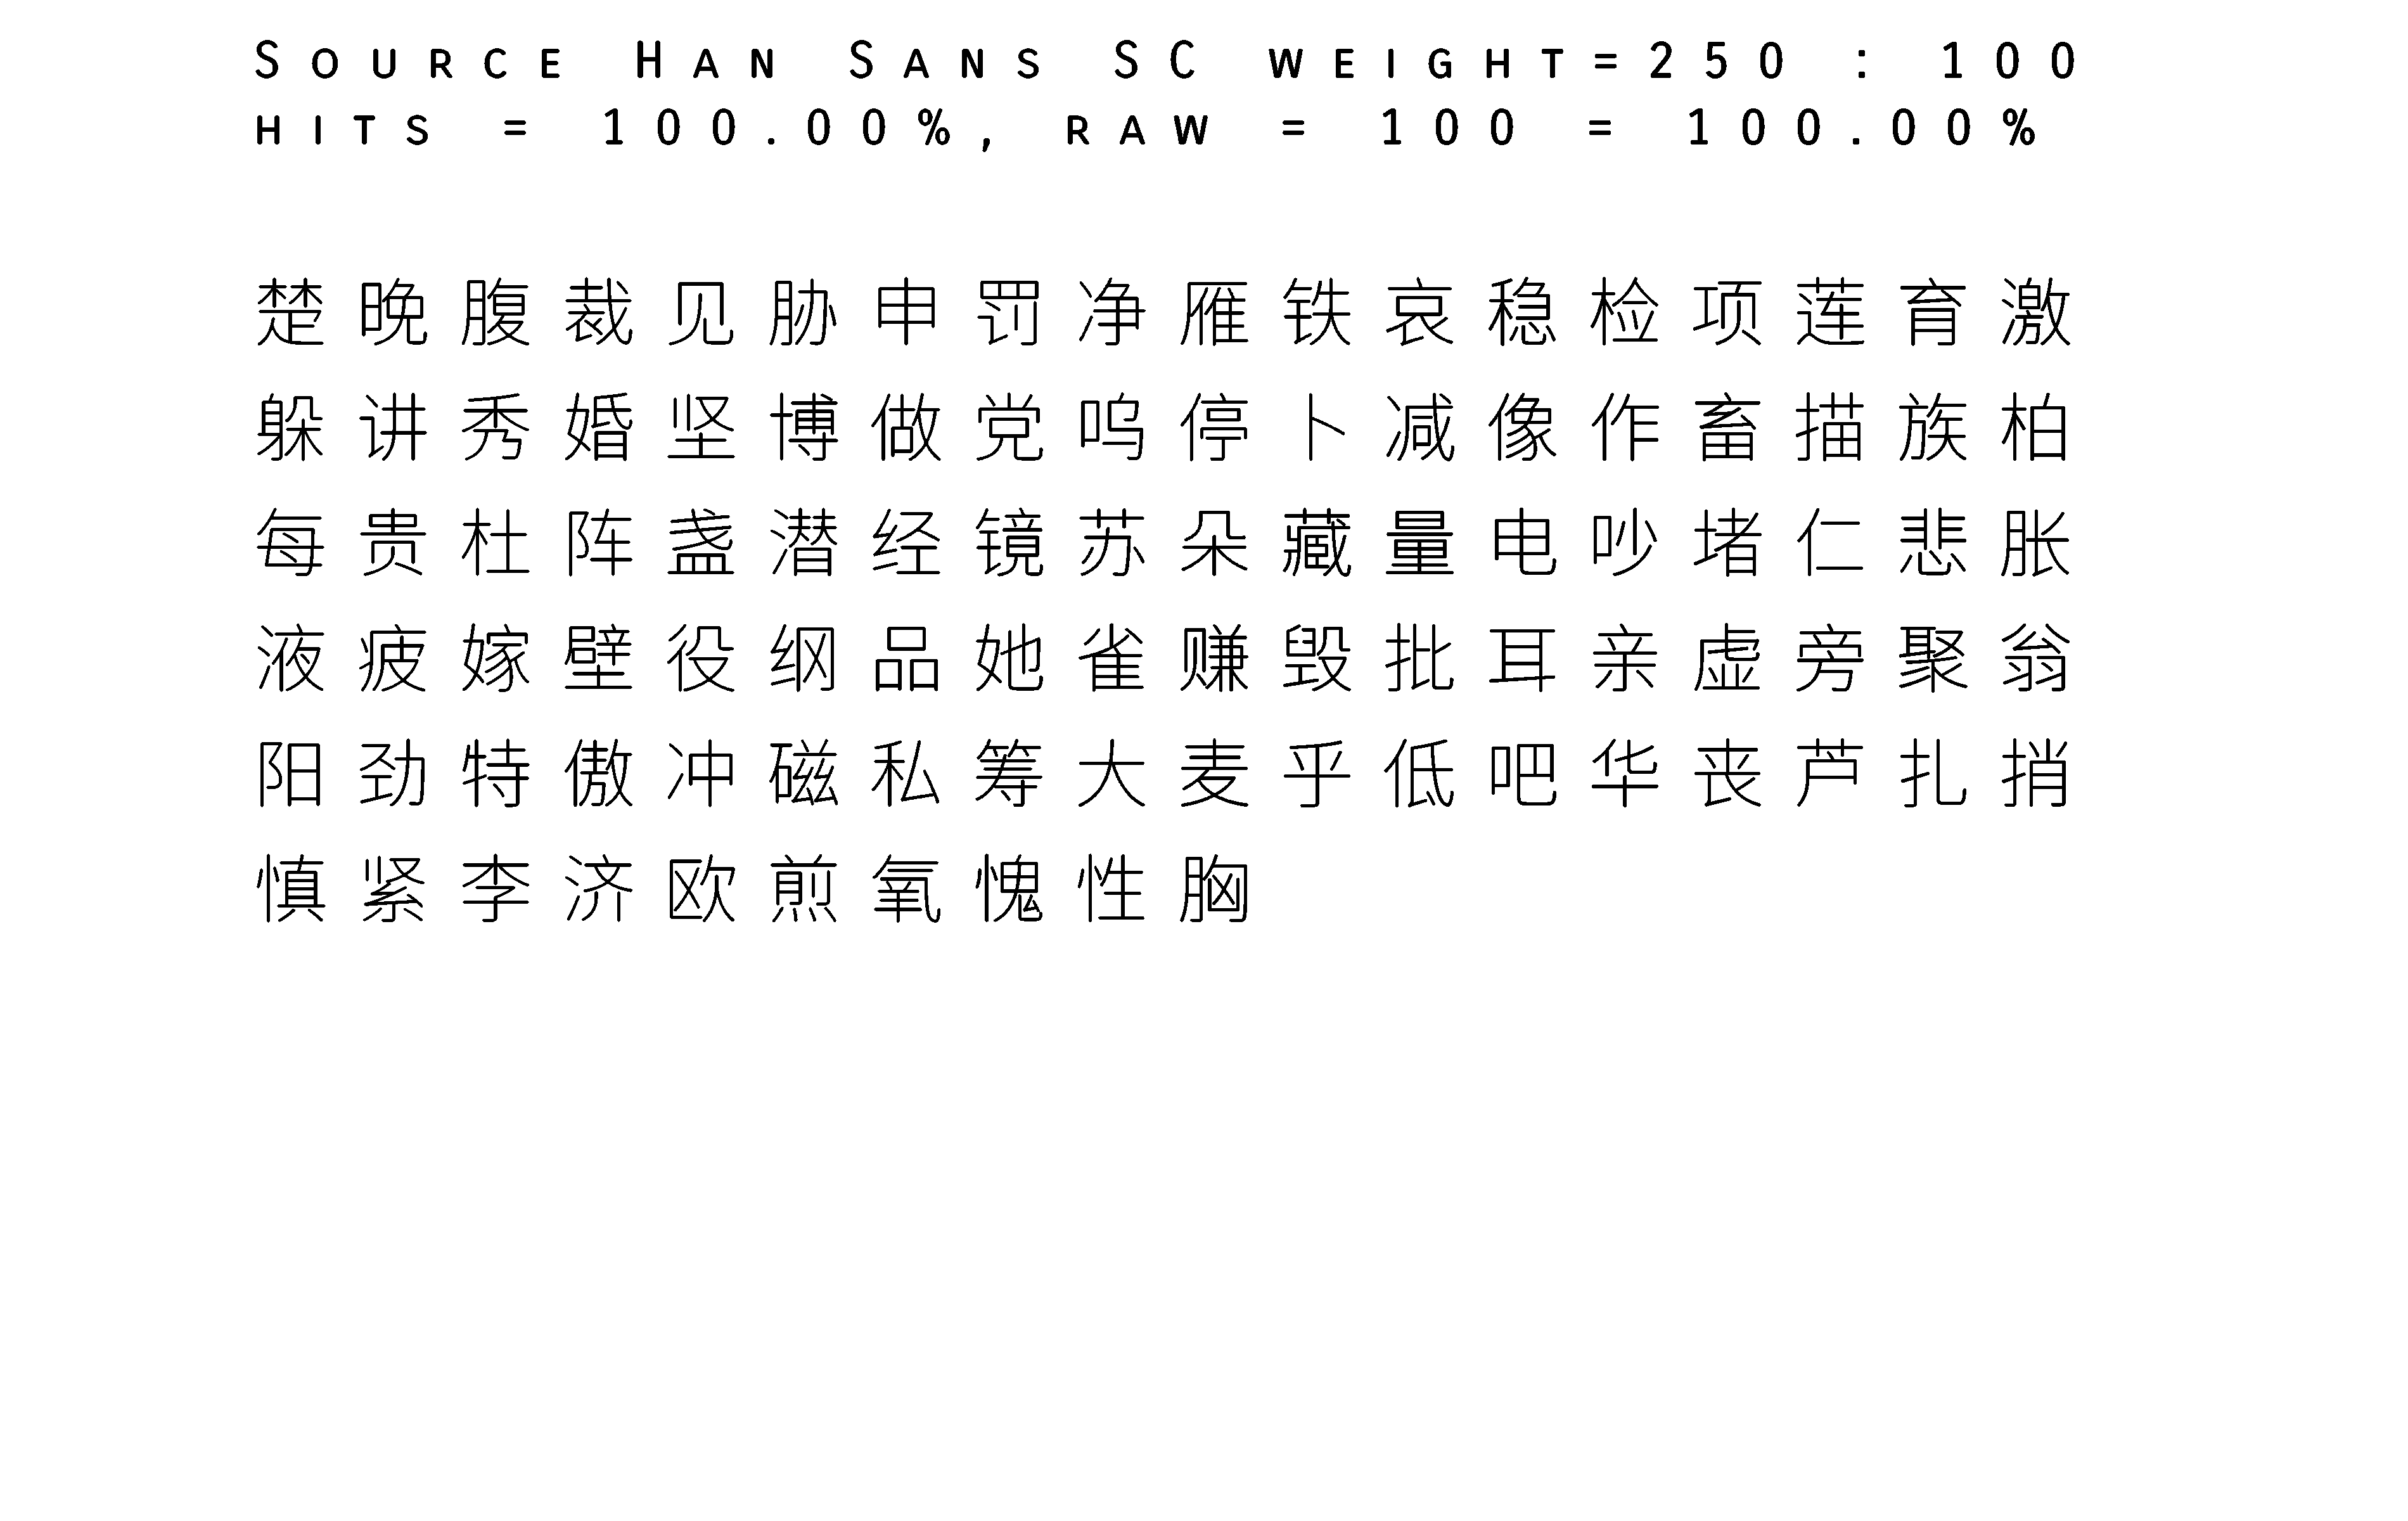 Source Han Sans SC weight=250 : 100
hits = 100.00%, raw = 100 = 100.00%
楚晚腹裁见胁申罚净雁铁哀稳检项莲育激
躲讲秀婚坚博做党呜停卜减像作畜描族柏
每贵杜阵盏潜经镜苏朵藏量电吵堵仁悲胀
液疲嫁壁役纲品她雀赚毁批耳亲虚旁聚翁
阳劲特傲冲磁私筹大麦乎低吧华丧芦扎捎
慎紧李济欧煎氧愧性胸